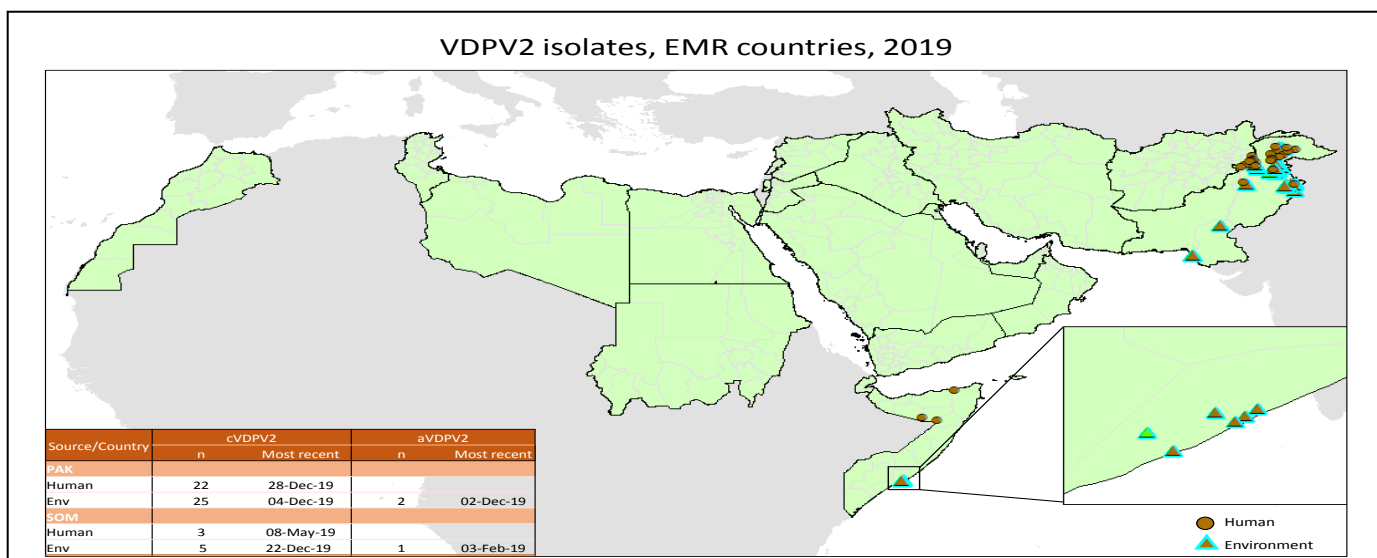 VDPV2 isolates, EMR countries, 2019
Source/Country cVDPV2 aVDPV2
n Most recent n Most recent
PAK
Human 22 28-Dec-19
Env 25 04-Dec-19 2 02-Dec-19
SOM
Human 3 08-May-19
Env 5 22-Dec-19 1 03-Feb-19
Human
Environment